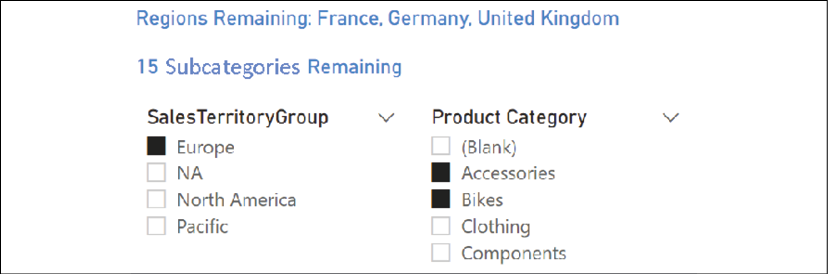 Regions Remaining: France, Germany, United Kingdom
15 Subcategories Remaining
SalesTerritoryGroup
Europe
NA
North America
Pacific
Product Category
(Blank)
Accessories
Bikes
Clothing
Components